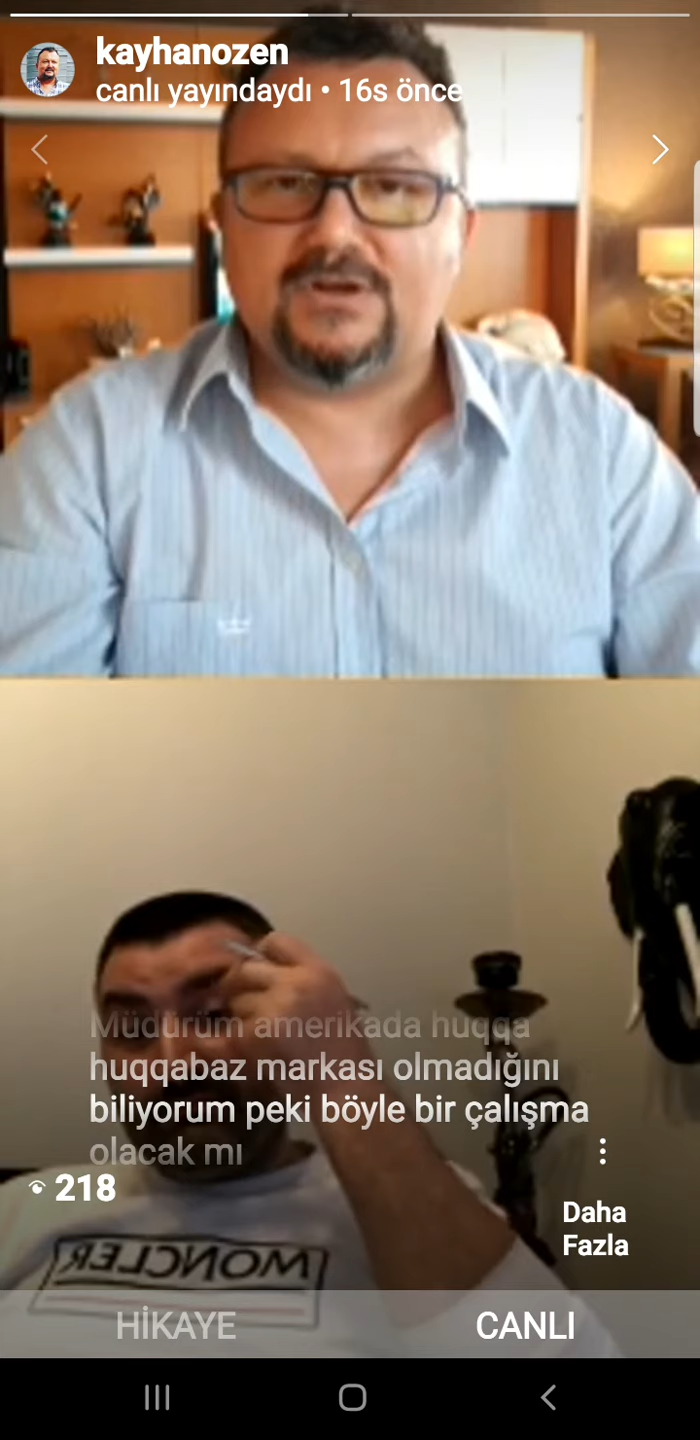 kayhanozen
canlı yayındaydı • 16s önce
Müdürüm amerikada huqqa
huqqabaz markası olmadığını
biliyorum peki böyle bir çalışma
olacak mı
218
Daha
Fazla
MONCLER
HİKAYE
CANLI